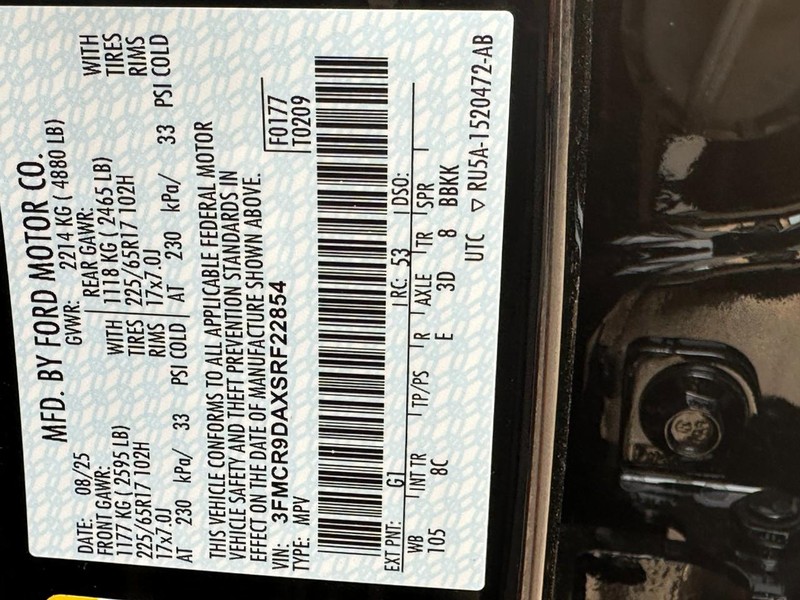 MFD. BY FORD MOTOR CO.
DATE: 08/25 GVWR: 2214 KG ( 4880 LB)
FRONT GAWR: REAR GAWR:
1177 KG ( 2595 LB) WITH 1118 KG ( 2465 LB) WITH
225/65R17 102H TIRES 225/65R17 102H TIRES
17x7.0J RIMS 17x7.0J RIMS
AT 230 kPa/ 33 PSI COLD AT 230 kPa/ 33 PSI COLD
THIS VEHICLE CONFORMS TO ALL APPLICABLE FEDERAL MOTOR
VEHICLE SAFETY AND THEFT PREVENTION STANDARDS IN
EFFECT ON THE DATE OF MANUFACTURE SHOWN ABOVE.
VIN: 3FMCR9DAXSRF22854 F0177
TYPE: MPV T0209
EXT PNT: G1 RC: 53 DSO:
WB INT TR TP/PS R AXLE TR SPR
105 8C E 3D 8 BBKK
UTC ▽ RU5A-1520472-AB